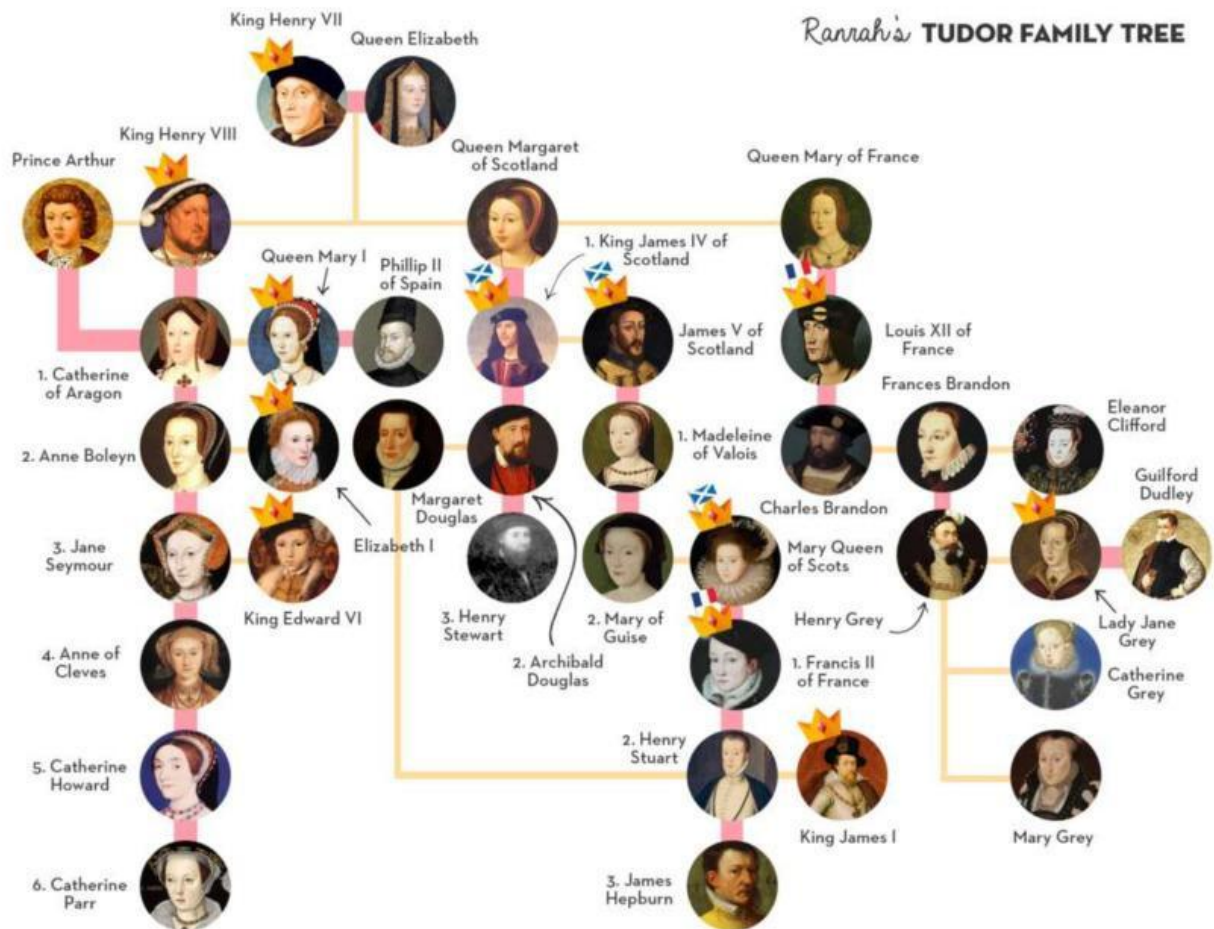 Ranrah's TUDOR FAMILY TREE
King Henry VII
Queen Elizabeth
King Henry VIII
Prince Arthur
Queen Margaret
of Scotland
Queen Mary of France
1. King James IV of
Scotland
Queen Mary I
Phillip II
of Spain
James V of
Scotland
Louis XII of
France
1. Catherine
of Aragon
Frances Brandon
Eleanor
Clifford
2. Anne Boleyn
1. Madeleine
of Valois
Guilford
Dudley
Margaret
Douglas
Charles Brandon
Elizabeth I
3. Jane
Seymour
Mary Queen
of Scots
King Edward VI
3. Henry
Stewart
2. Mary of
Guise
Henry Grey
Lady Jane
Grey
2. Archibald
Douglas
4. Anne of
Cleves
1. Francis II
of France
Catherine
Grey
2. Henry
Stuart
5. Catherine
Howard
King James I
Mary Grey
6. Catherine
Parr
3. James
Hepburn